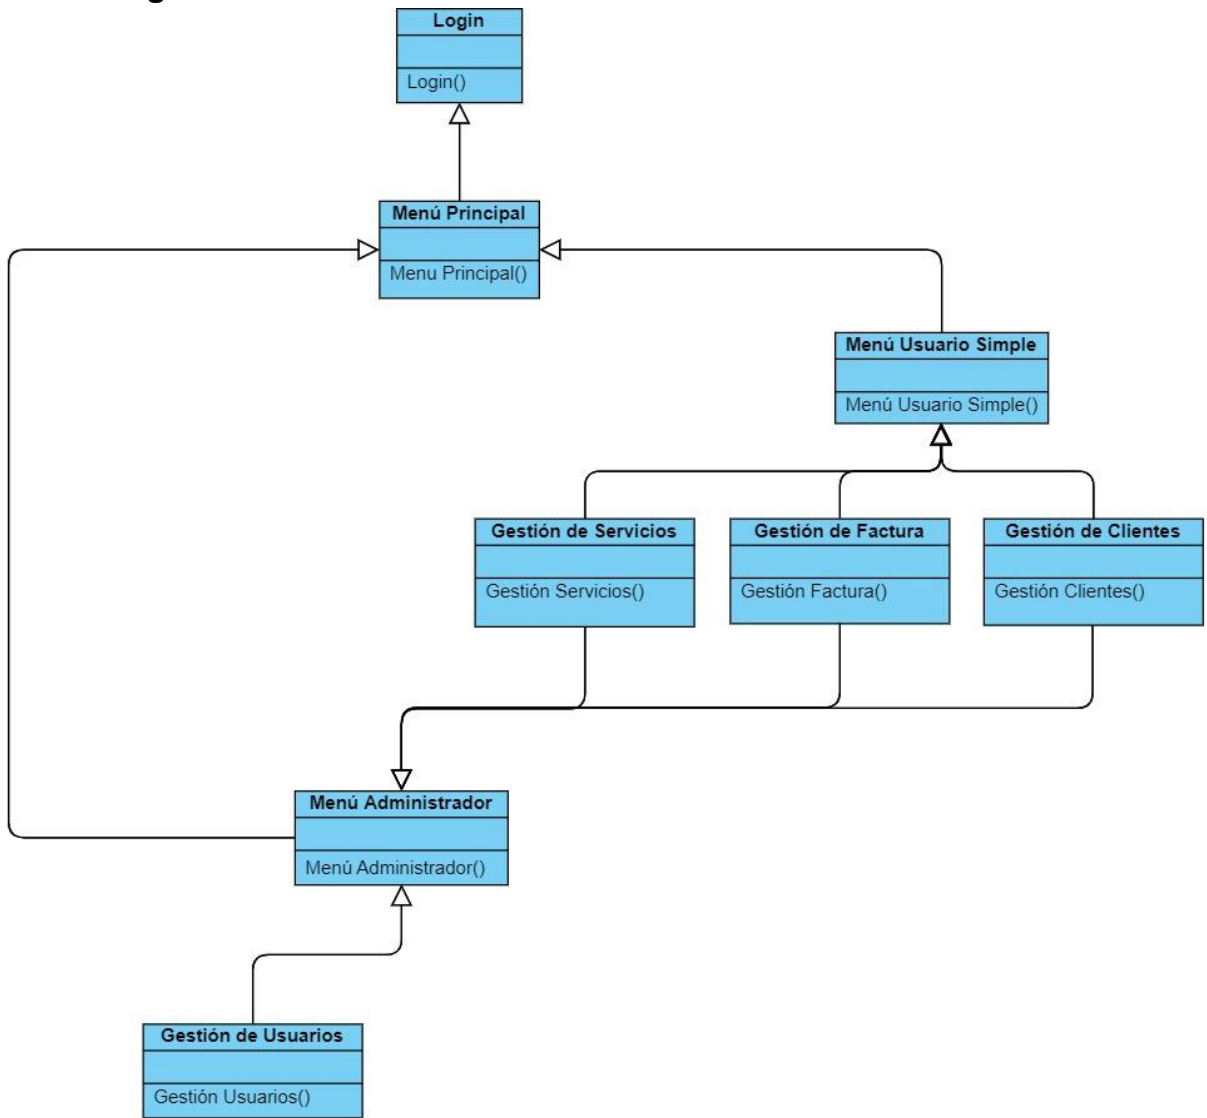 Login
Login()
Menú Principal
Menu Principal()
Menú Usuario Simple
Menú Usuario Simple()
Gestión de Servicios
Gestión Servicios()
Gestión de Factura
Gestión Factura()
Gestión de Clientes
Gestión Clientes()
Menú Administrador
Menú Administrador()
Gestión de Usuarios
Gestión Usuarios()